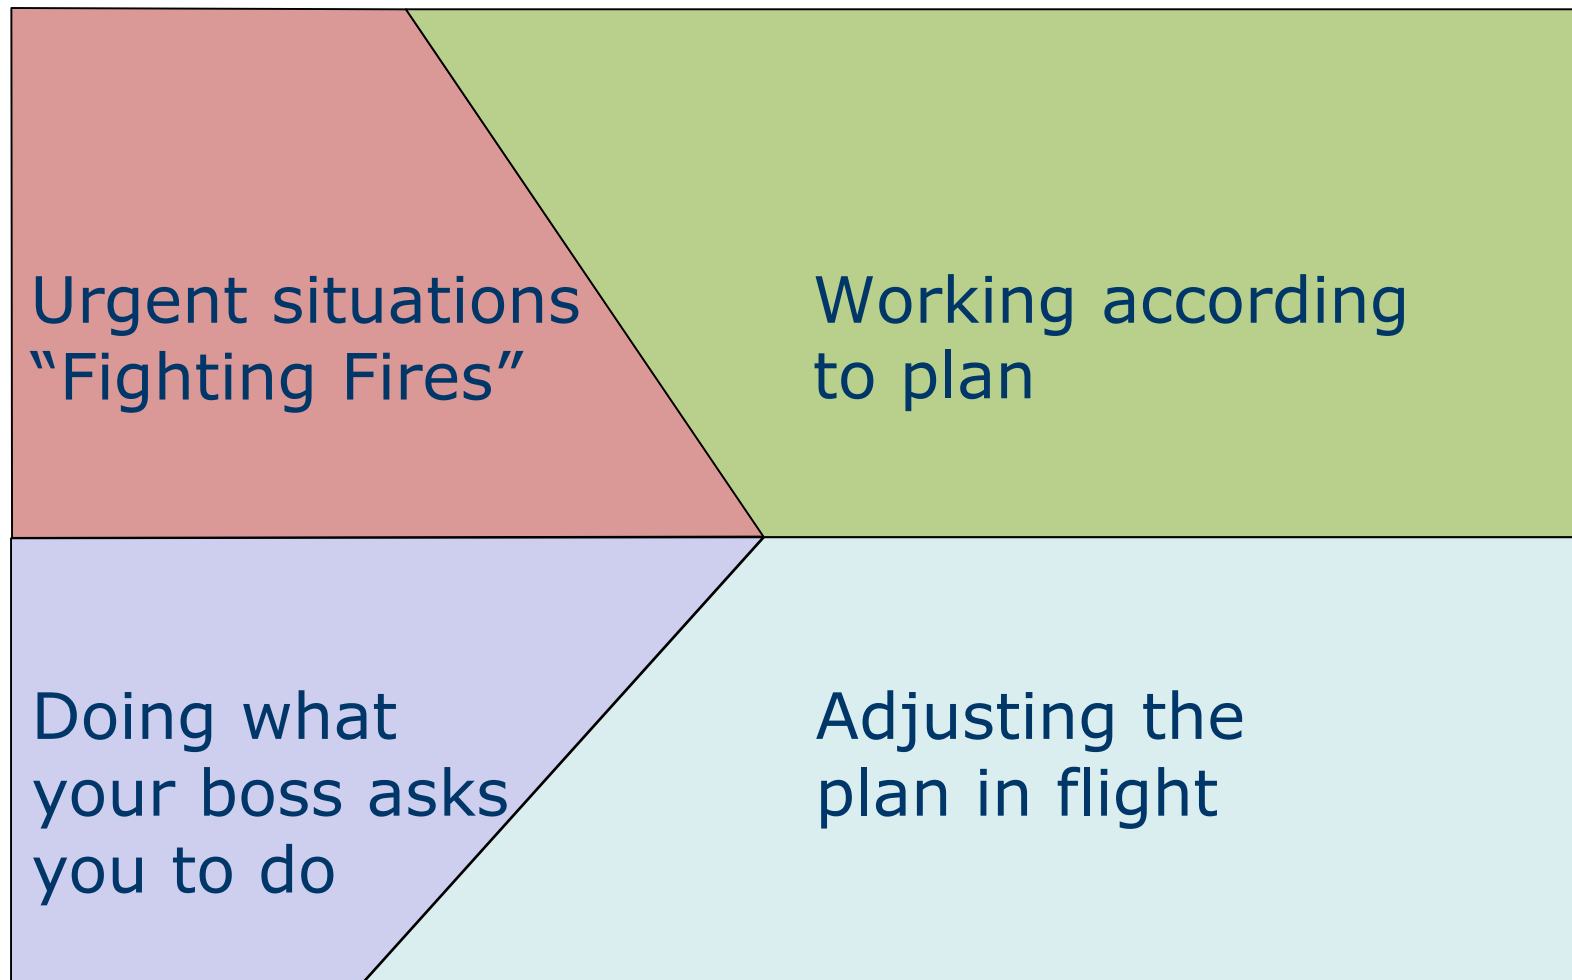 Urgent situations
“Fighting Fires”
Working according
to plan
Doing what
your boss asks
you to do
Adjusting the
plan in flight